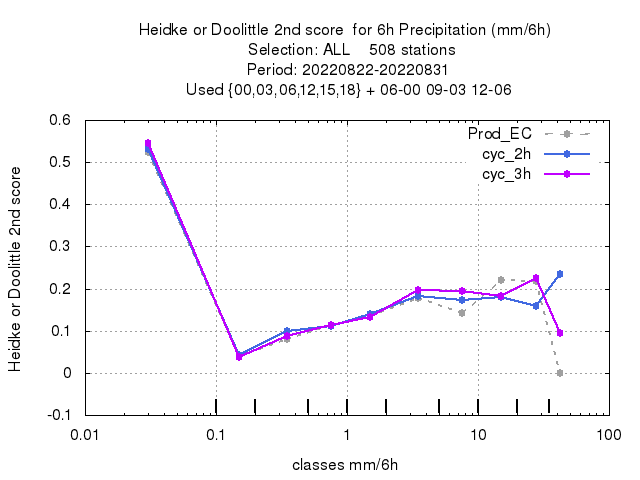 Heidke or Doolittle 2nd score  for 6h Precipitation (mm/6h)
Selection: ALL    508 stations
Period: 20220822-20220831
Used {00,03,06,12,15,18} + 06-00 09-03 12-06
Heidke or Doolittle 2nd score
0.6
0.5
0.4
0.3
0.2
0.1
0
-0.1
Prod_EC
cyc_2h
cyc_3h
0.01 0.1 1 10 100
classes mm/6h